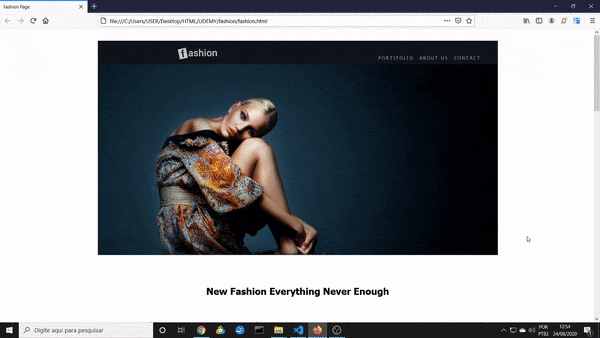 Fashion Page
file:///C:/Users/USER/Desktop/HTML/UDEMY/fashion/fashion.html
fashion
PORTIFOLIO ABOUT US CONTACT
New Fashion Everything Never Enough
Digite aqui para pesquisar
POR
PTB2
12:54
24/08/2020